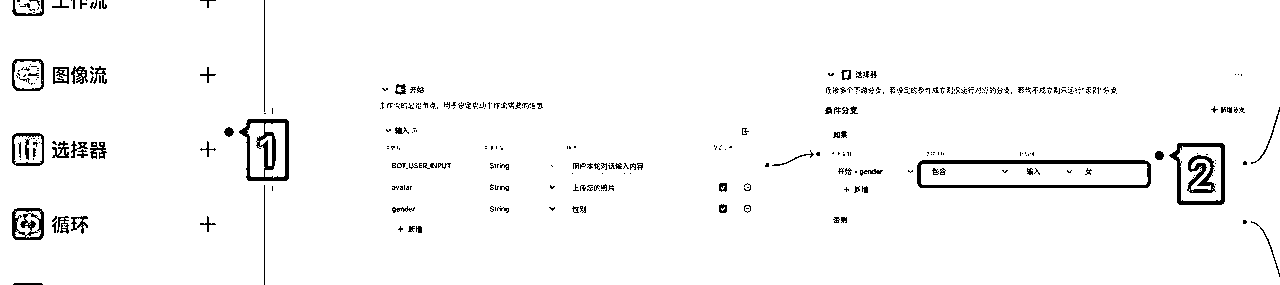 工作流
图像流
选择器
循环
1
开始
工作流的起始节点，用于设定启动工作流需要的信息
输入
BOT_USER_INPUT String 用户本轮对话输入内容
avatar String 上传您的照片
gender String 性别
+ 新增
选择器
连接多个下游分支，若设定的条件成立则仅运行对应的分支，若均不成立则只运行“否则”分支
条件分支
+ 新增分支
如果
开始 - gender 包含 输入 女
+ 新增
否则
2